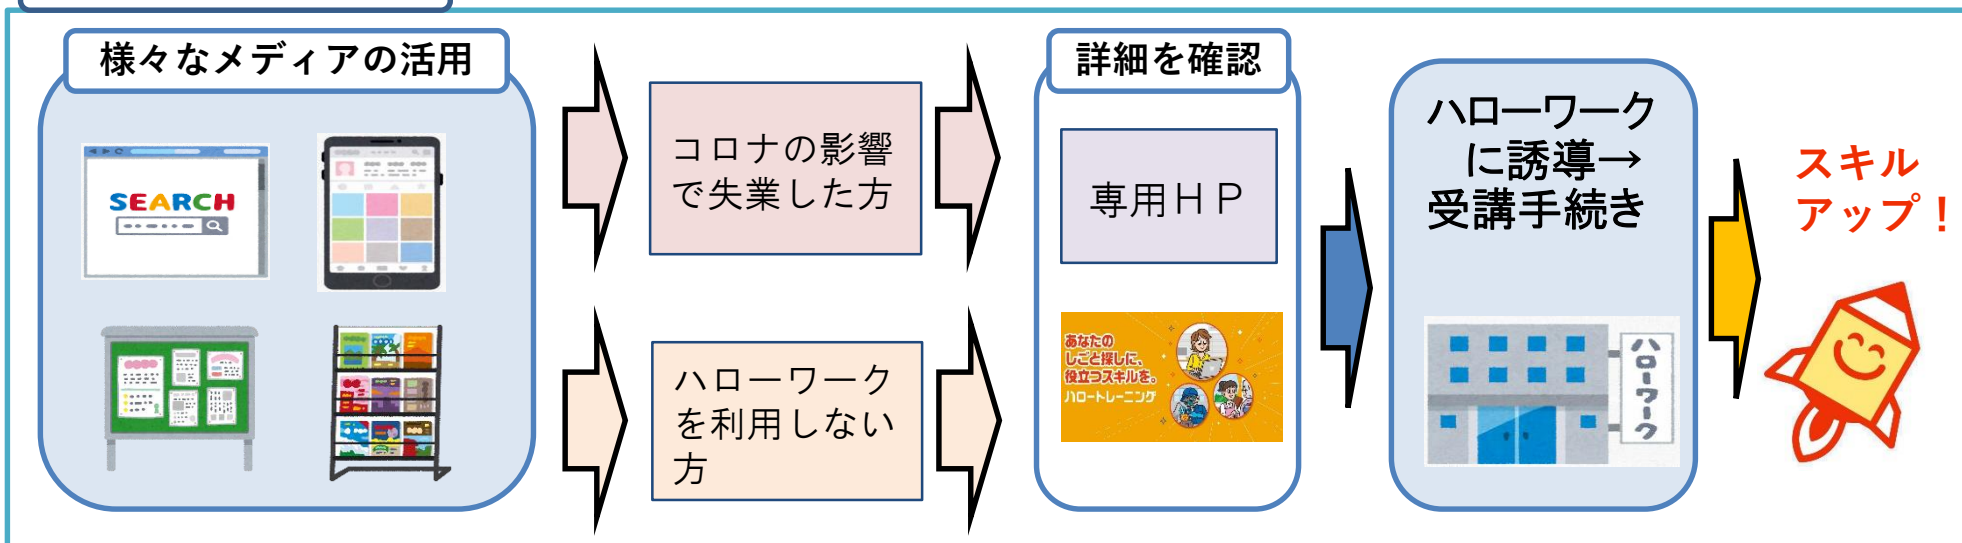 様々なメディアの活用
SEARCH
コロナの影響
で失業した方
ハローワーク
を利用しない
方
詳細を確認
専用ＨＰ
あなたの
しごと探しに、
役立つスキルを。
ハロートレーニング
ハローワーク
に誘導→
受講手続き
ハローワーク
スキル
アップ！